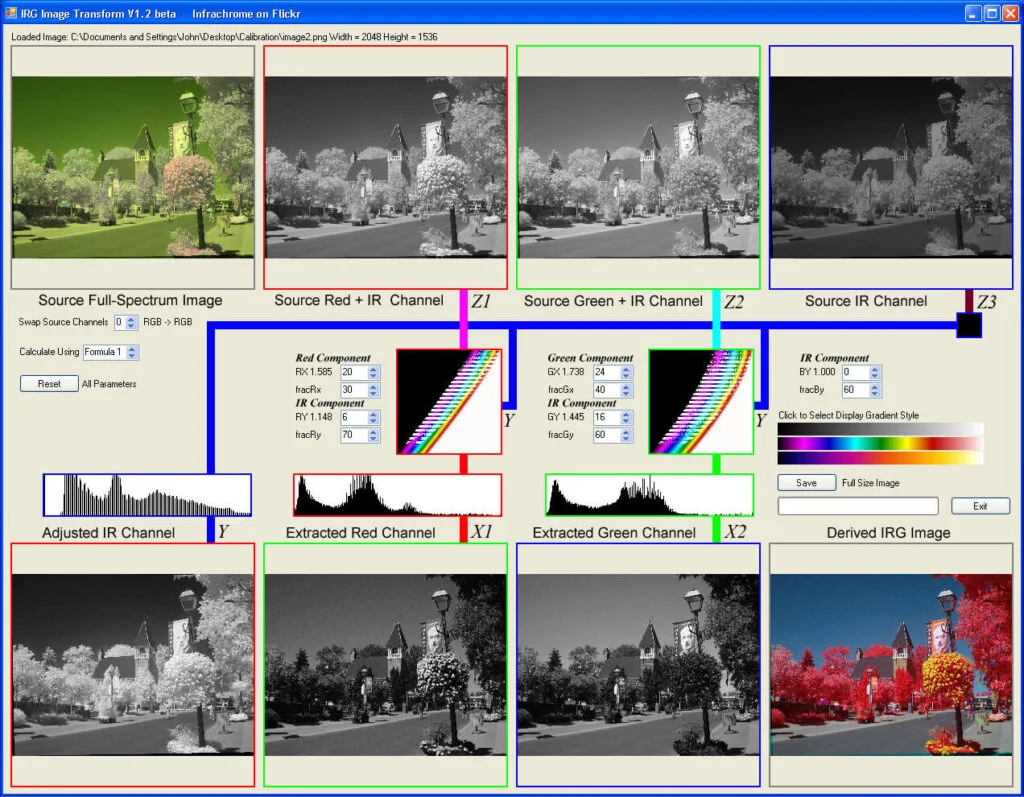 IRG Image Transform V1.2 beta Infrachrome on Flickr
Loaded Image: C:\Documents and Settings\John\Desktop\Calibration\image2.png Width = 2048 Height = 1536
Source Full-Spectrum Image
Source Red + IR Channel Z1
Source Green + IR Channel Z2
Source IR Channel Z3
Swap Source Channels 0 RGB -> RGB
Calculate Using Formula 1
Reset All Parameters
Red Component
RX 1.585 20
fracRx 30
IR Component
RY 1.148 6
fracRy 70
Y
Green Component
GX 1.738 24
fracGx 40
IR Component
GY 1.445 16
fracGy 60
Y
IR Component
BY 1.000 0
fracBy 60
Click to Select Display Gradient Style
Save Full Size Image
Exit
Adjusted IR Channel Y
Extracted Red Channel X1
Extracted Green Channel X2
Derived IRG Image